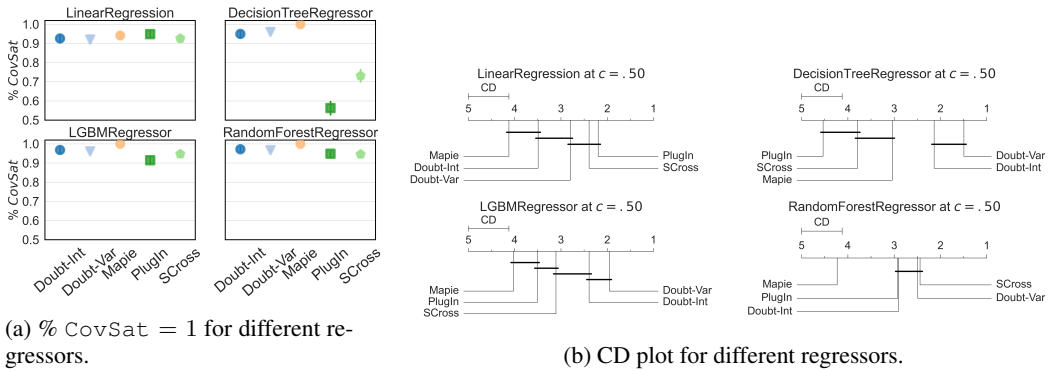 LinearRegression
DecisionTreeRegressor
1.0
0.9
0.8
0.7
0.6
0.5
% CovSat
LGBMRegressor
RandomForestRegressor
1.0
0.9
0.8
0.7
0.6
0.5
% CovSat
Doubt-Int
Doubt-Var
Mapie
PlugIn
SCross
Doubt-Int
Doubt-Var
Mapie
PlugIn
SCross
(a) % CovSat = 1 for different re-
gressors.
LinearRegression at c = .50
CD
5 4 3 2 1
Mapie
Doubt-Int
Doubt-Var
PlugIn
SCross
DecisionTreeRegressor at c = .50
CD
5 4 3 2 1
PlugIn
SCross
Mapie
Doubt-Var
Doubt-Int
LGBMRegressor at c = .50
CD
5 4 3 2 1
Mapie
PlugIn
SCross
Doubt-Var
Doubt-Int
RandomForestRegressor at c = .50
CD
5 4 3 2 1
Mapie
PlugIn
Doubt-Int
SCross
Doubt-Var
(b) CD plot for different regressors.